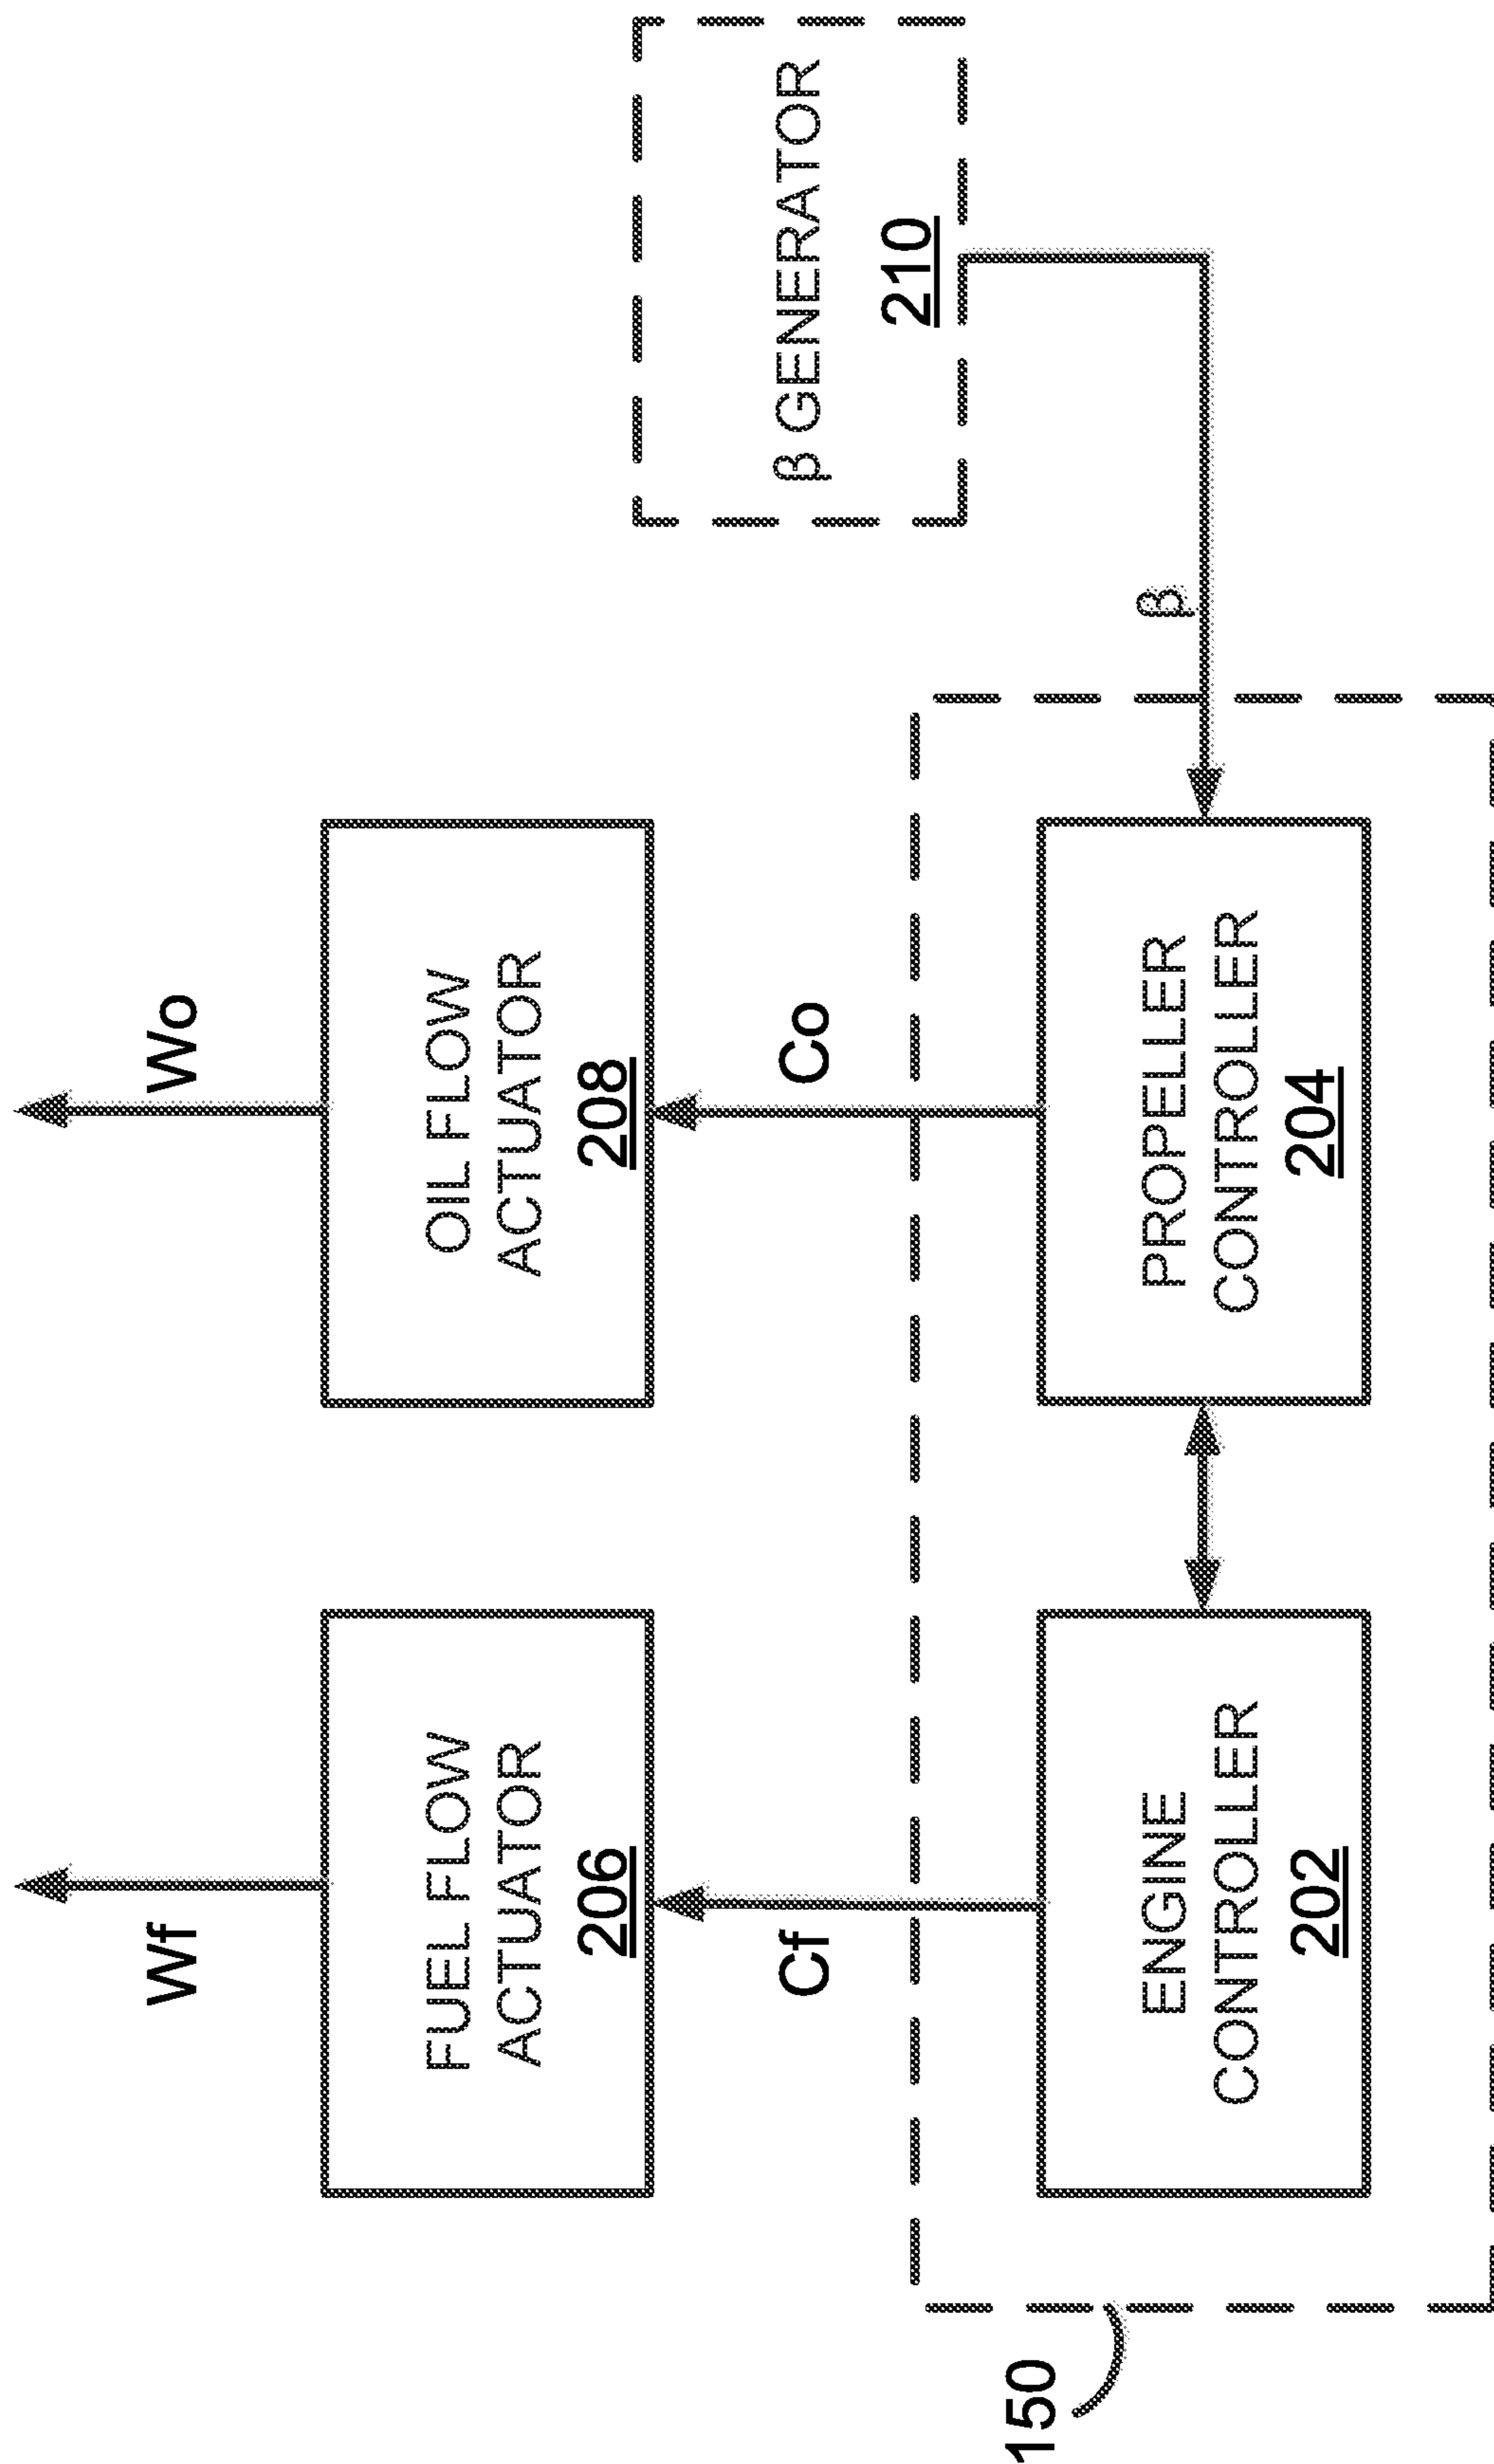 Wf
Wo
FUEL FLOW
ACTUATOR
206
OIL FLOW
ACTUATOR
208
β GENERATOR
210
Cf
Co
β
150
ENGINE
CONTROLLER
202
PROPELLER
CONTROLLER
204